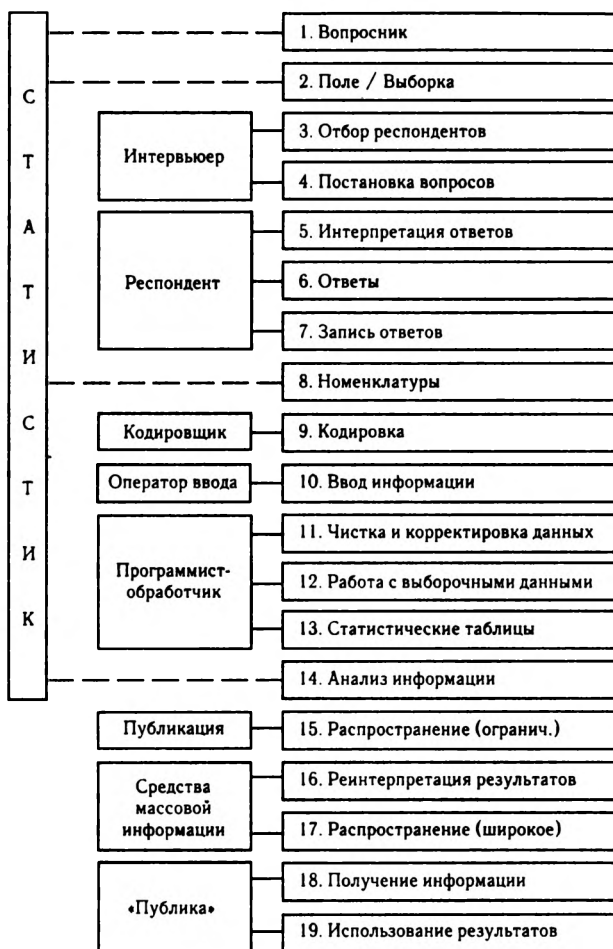 СТАТИСТИК
1. Вопросник
2. Поле / Выборка
Интервьюер
3. Отбор респондентов
4. Постановка вопросов
Респондент
5. Интерпретация ответов
6. Ответы
7. Запись ответов
8. Номенклатуры
Кодировщик
9. Кодировка
Оператор ввода
10. Ввод информации
Программист-
обработчик
11. Чистка и корректировка данных
12. Работа с выборочными данными
13. Статистические таблицы
14. Анализ информации
Публикация
15. Распространение (огранич.)
Средства
массовой
информации
16. Реинтерпретация результатов
17. Распространение (широкое)
«Публика»
18. Получение информации
19. Использование результатов